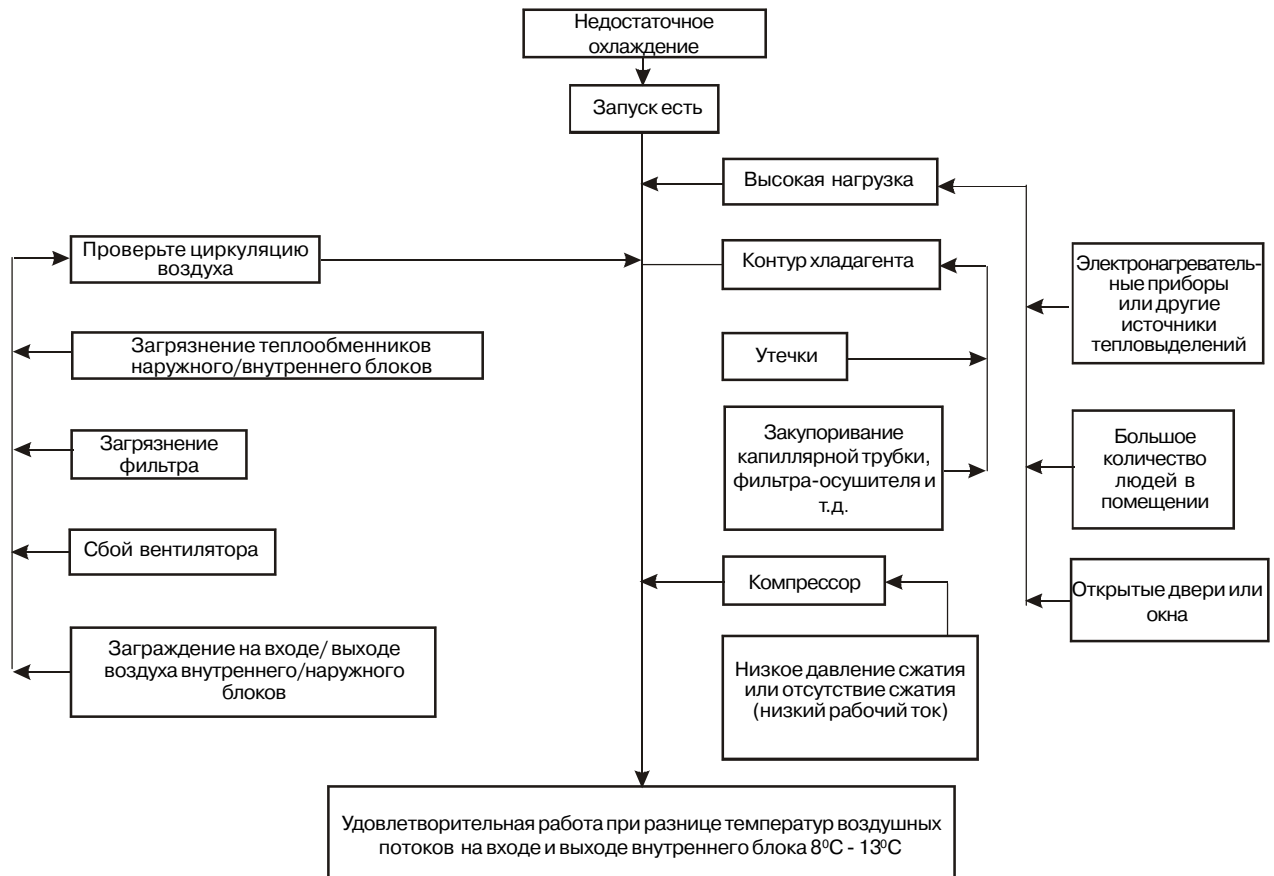 Недостаточное
охлаждение
Запуск есть
Высокая нагрузка
Проверьте циркуляцию
воздуха
Контур хладагента
Электронагреватель-
ные приборы
или другие
источники
тепловыделений
Загрязнение теплообменников
наружного/внутреннего блоков
Утечки
Загрязнение
фильтра
Закупоривание
капиллярной трубки,
фильтра-осушителя и
т.д.
Большое
количество
людей в
помещении
Сбой вентилятора
Компрессор
Открытые двери или
окна
Заграждение на входе/ выходе
воздуха внутреннего/наружного
блоков
Низкое давление сжатия
или отсутствие сжатия
(низкий рабочий ток)
Удовлетворительная работа при разнице температур воздушных
потоков на входе и выходе внутреннего блока 8⁰С - 13⁰С